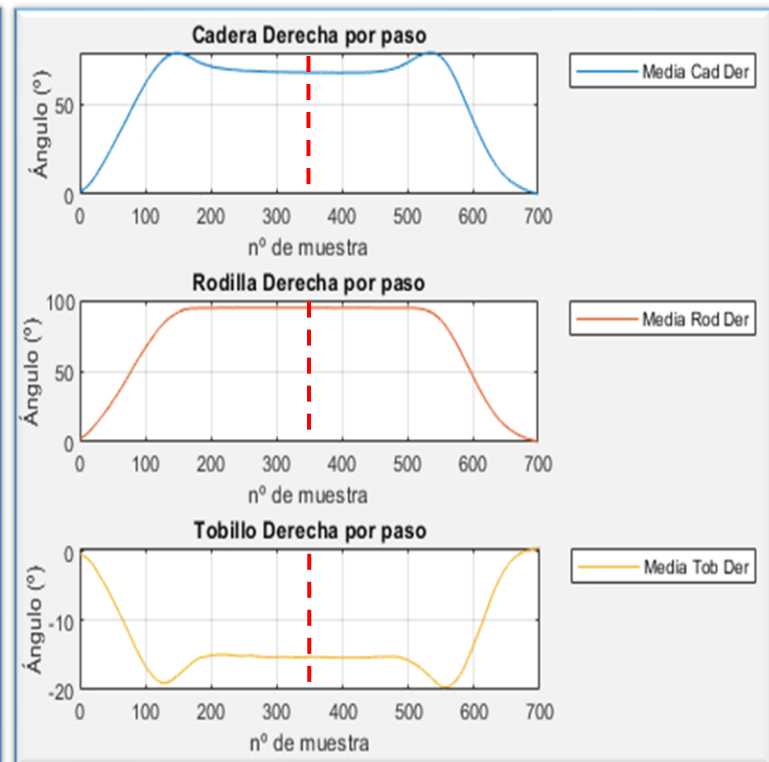 Cadera Derecha por paso
Media Cad Der
Ángulo (º)
50
0
0 100 200 300 400 500 600 700
nº de muestra
Rodilla Derecha por paso
Media Rod Der
Ángulo (º)
100
50
0
0 100 200 300 400 500 600 700
nº de muestra
Tobillo Derecha por paso
Media Tob Der
Ángulo (º)
0
-10
-20
0 100 200 300 400 500 600 700
nº de muestra